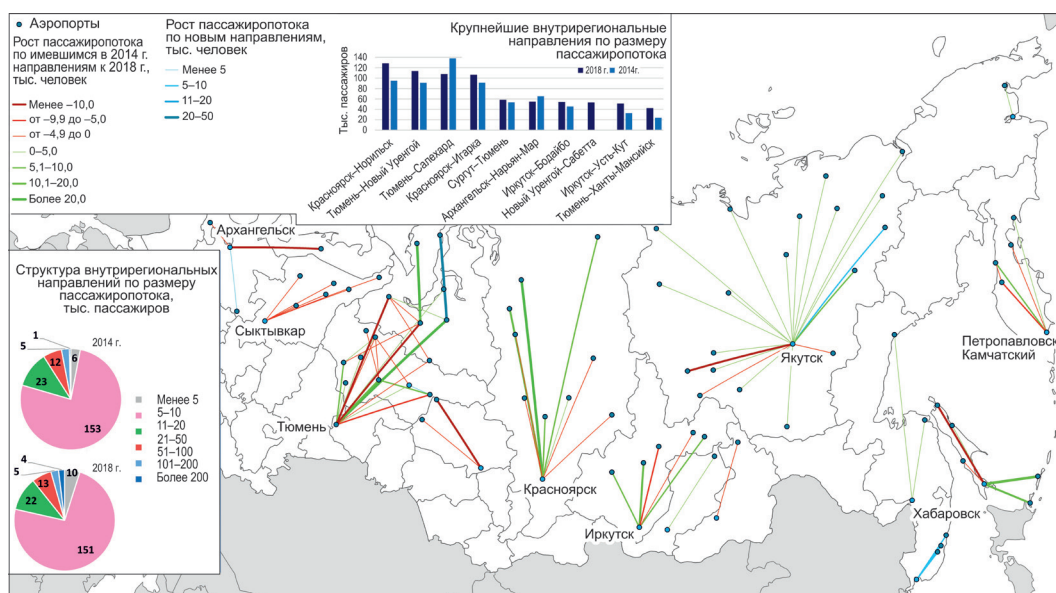 Аэропорты
Рост пассажиропотока
по имевшимся в 2014 г.
направлениям к 2018 г.,
тыс. человек
Менее –10,0
от –9,9 до –5,0
от –4,9 до 0
0–5,0
5,1–10,0
10,1–20,0
Более 20,0
Рост пассажиропотока
по новым направлениям,
тыс. человек
Менее 5
5–10
11–20
20–50
Крупнейшие внутрирегиональные
направления по размеру
пассажиропотока
2018 г.
2014г.
Тыс. пассажиров
140
120
100
80
60
40
20
0
Красноярск–Норильск
Тюмень–Новый Уренгой
Тюмень–Салехард
Красноярск–Игарка
Сургут–Тюмень
Архангельск–Нарьян-Мар
Иркутск–Бодайбо
Новый Уренгой–Сабетта
Иркутск–Усть-Кут
Тюмень–Ханты-Мансийск
Архангельск
Структура внутрирегиональных
направлений по размеру
пассажиропотока,
тыс. пассажиров
2014 г.
1
5
12
6
23
153
Менее 5
5–10
11–20
21–50
51–100
101–200
Более 200
2018 г.
4
5
13
10
22
151
Сыктывкар
Тюмень
Красноярск
Иркутск
Якутск
Петропавловск-
Камчатский
Хабаровск